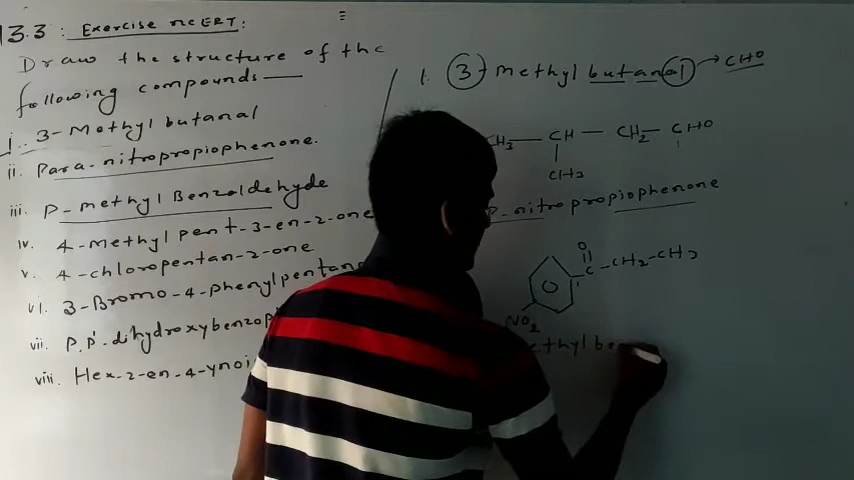 13.3 : Exercise NCERT :
Draw the structure of the
following compounds
i. 3-Methyl butanal
ii. Para-nitropropiophenone.
iii. P-methyl Benzaldehyde
iv. 4-methyl pent-3-en-2-one
v. 4-chloropentan-2-one
vi. 3-Bromo-4-phenylpentano
vii. P,P'-dihydroxybenzop
viii. Hex-2-en-4-ynoi
1. 3-methyl butanal → CHO
CH3 — CH — CH2 — CHO
CH3
P-nitropropiophenone
O
C — CH2 — CH3
NO2
ethyl be